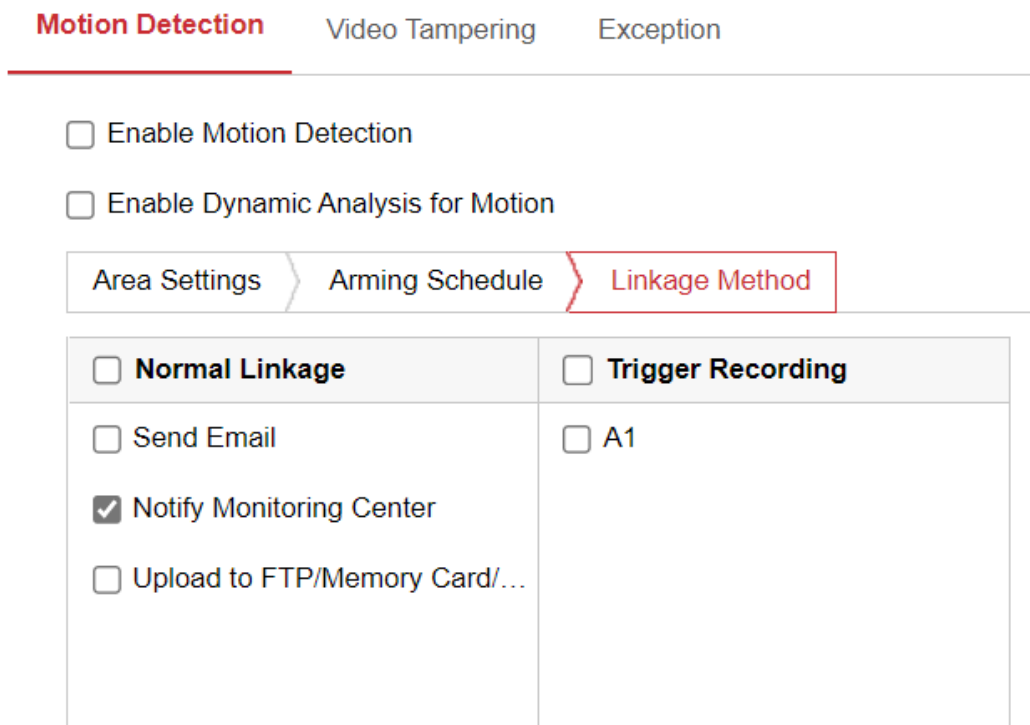 Motion Detection Video Tampering Exception
Enable Motion Detection
Enable Dynamic Analysis for Motion
Area Settings Arming Schedule Linkage Method
Normal Linkage Trigger Recording
Send Email A1
Notify Monitoring Center
Upload to FTP/Memory Card/...